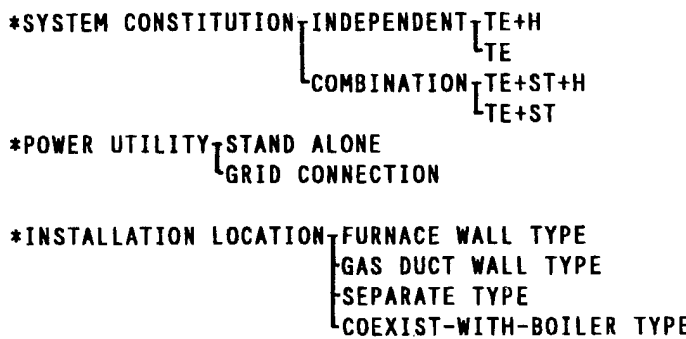 *SYSTEM CONSTITUTION INDEPENDENT TE+H
TE
COMBINATION TE+ST+H
TE+ST
*POWER UTILITY STAND ALONE
GRID CONNECTION
*INSTALLATION LOCATION FURNACE WALL TYPE
GAS DUCT WALL TYPE
SEPARATE TYPE
COEXIST-WITH-BOILER TYPE